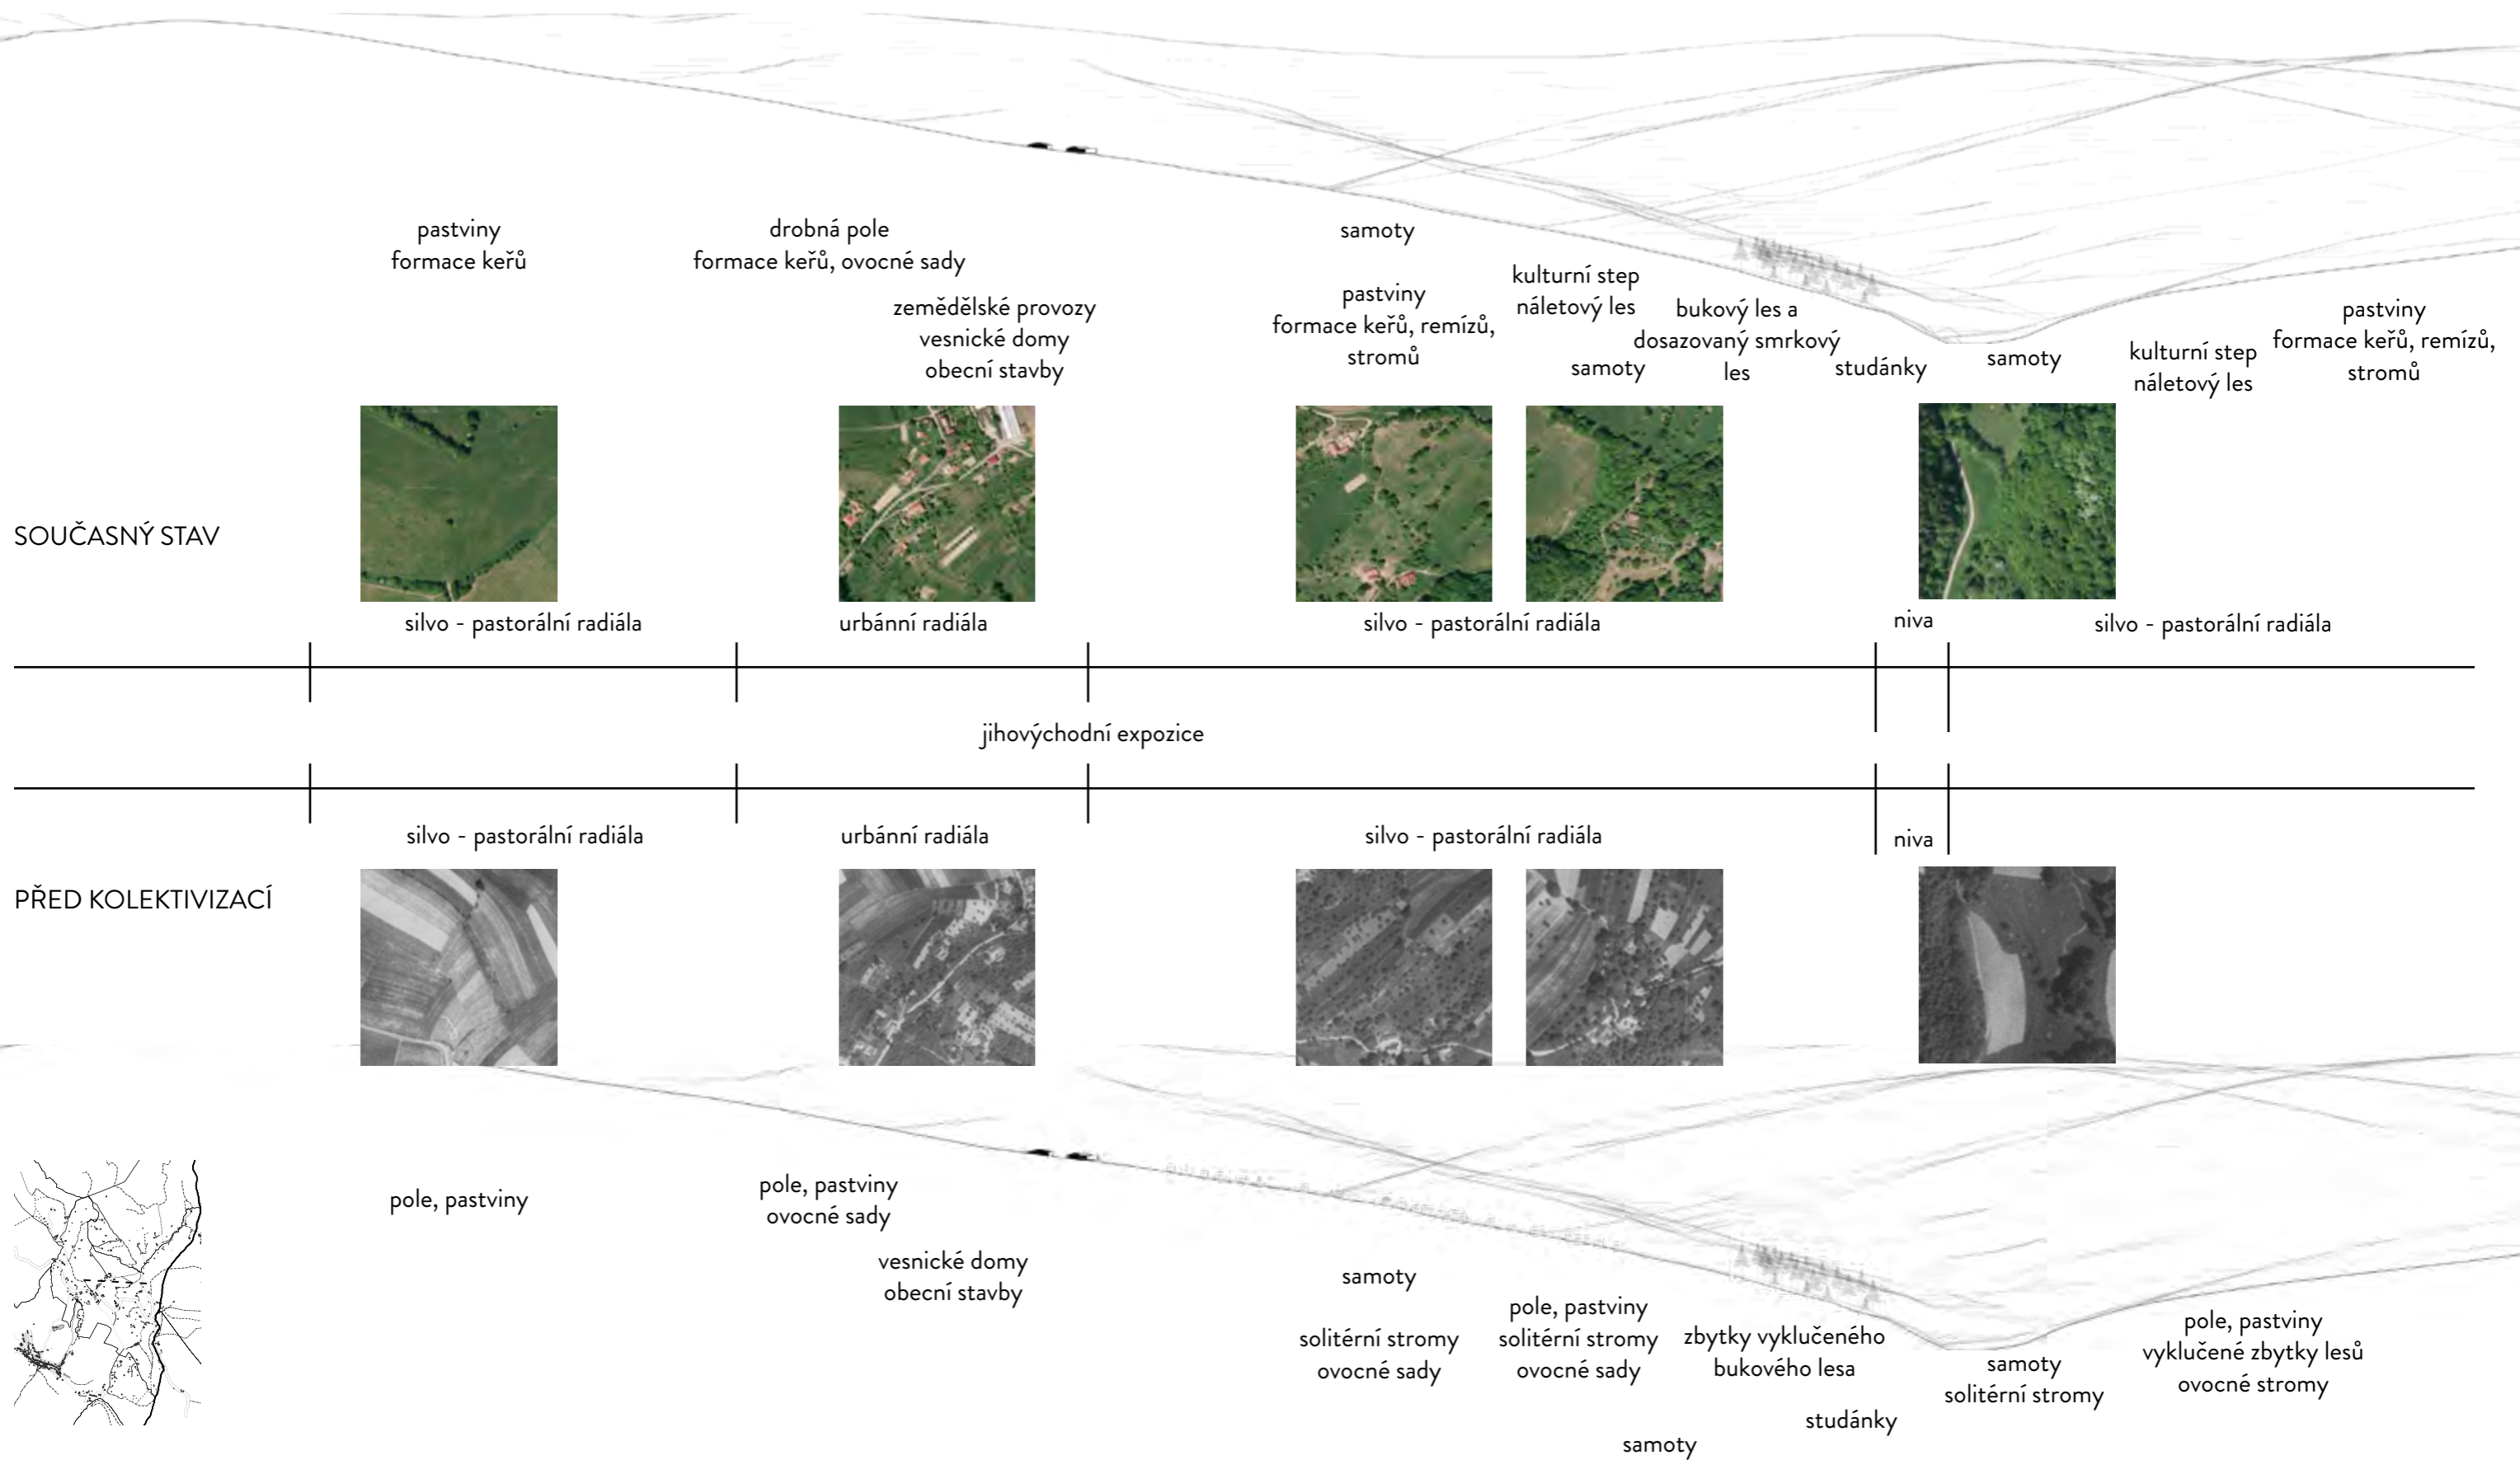 pastviny
formace keřů
drobná pole
formace keřů, ovocné sady
zemědělské provozy
vesnické domy
obecní stavby
samoty
pastviny
formace keřů, remízů,
stromů
kulturní step
náletový les
samoty
bukový les a
dosazovaný smrkový
les
studánky
samoty
kulturní step
náletový les
pastviny
formace keřů, remízů,
stromů
SOUČASNÝ STAV
silvo - pastorální radiála
urbánní radiála
silvo - pastorální radiála
niva
silvo - pastorální radiála
jihovýchodní expozice
silvo - pastorální radiála
urbánní radiála
silvo - pastorální radiála
niva
PŘED KOLEKTIVIZACÍ
pole, pastviny
pole, pastviny
ovocné sady
vesnické domy
obecní stavby
samoty
solitérní stromy
ovocné sady
pole, pastviny
solitérní stromy
ovocné sady
samoty
zbytky vyklučeného
bukového lesa
studánky
samoty
solitérní stromy
pole, pastviny
vyklučené zbytky lesů
ovocné stromy